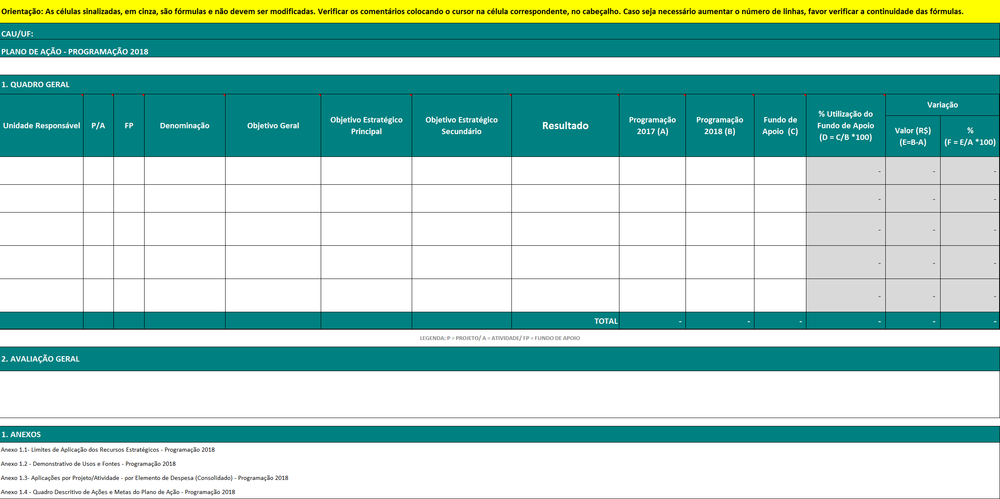 Orientação: As células sinalizadas, em cinza, são fórmulas e não devem ser modificadas. Verificar os comentários colocando o cursor na célula correspondente, no cabeçalho. Caso seja necessário aumentar o número de linhas, favor verificar a continuidade das fórmulas.
CAU/UF:
PLANO DE AÇÃO - PROGRAMAÇÃO 2018
1. QUADRO GERAL
Unidade Responsável
P/A
FP
Denominação
Objetivo Geral
Objetivo Estratégico
Principal
Objetivo Estratégico
Secundário
Resultado
Programação
2017 (A)
Programação
2018 (B)
Fundo de
Apoio (C)
% Utilização do
Fundo de Apoio
(D = C/B *100)
Variação
Valor (R$)
(E=B-A)
%
(F = E/A *100)
- - -
- - -
- - -
- - -
- - -
TOTAL - - - - - -
LEGENDA: P = PROJETO/ A = ATIVIDADE/ FP = FUNDO DE APOIO
2. AVALIAÇÃO GERAL
1. ANEXOS
Anexo 1.1- Limites de Aplicação dos Recursos Estratégicos - Programação 2018
Anexo 1.2 - Demonstrativo de Usos e Fontes - Programação 2018
Anexo 1.3- Aplicações por Projeto/Atividade - por Elemento de Despesa (Consolidado) - Programação 2018
Anexo 1.4 - Quadro Descritivo de Ações e Metas do Plano de Ação - Programação 2018